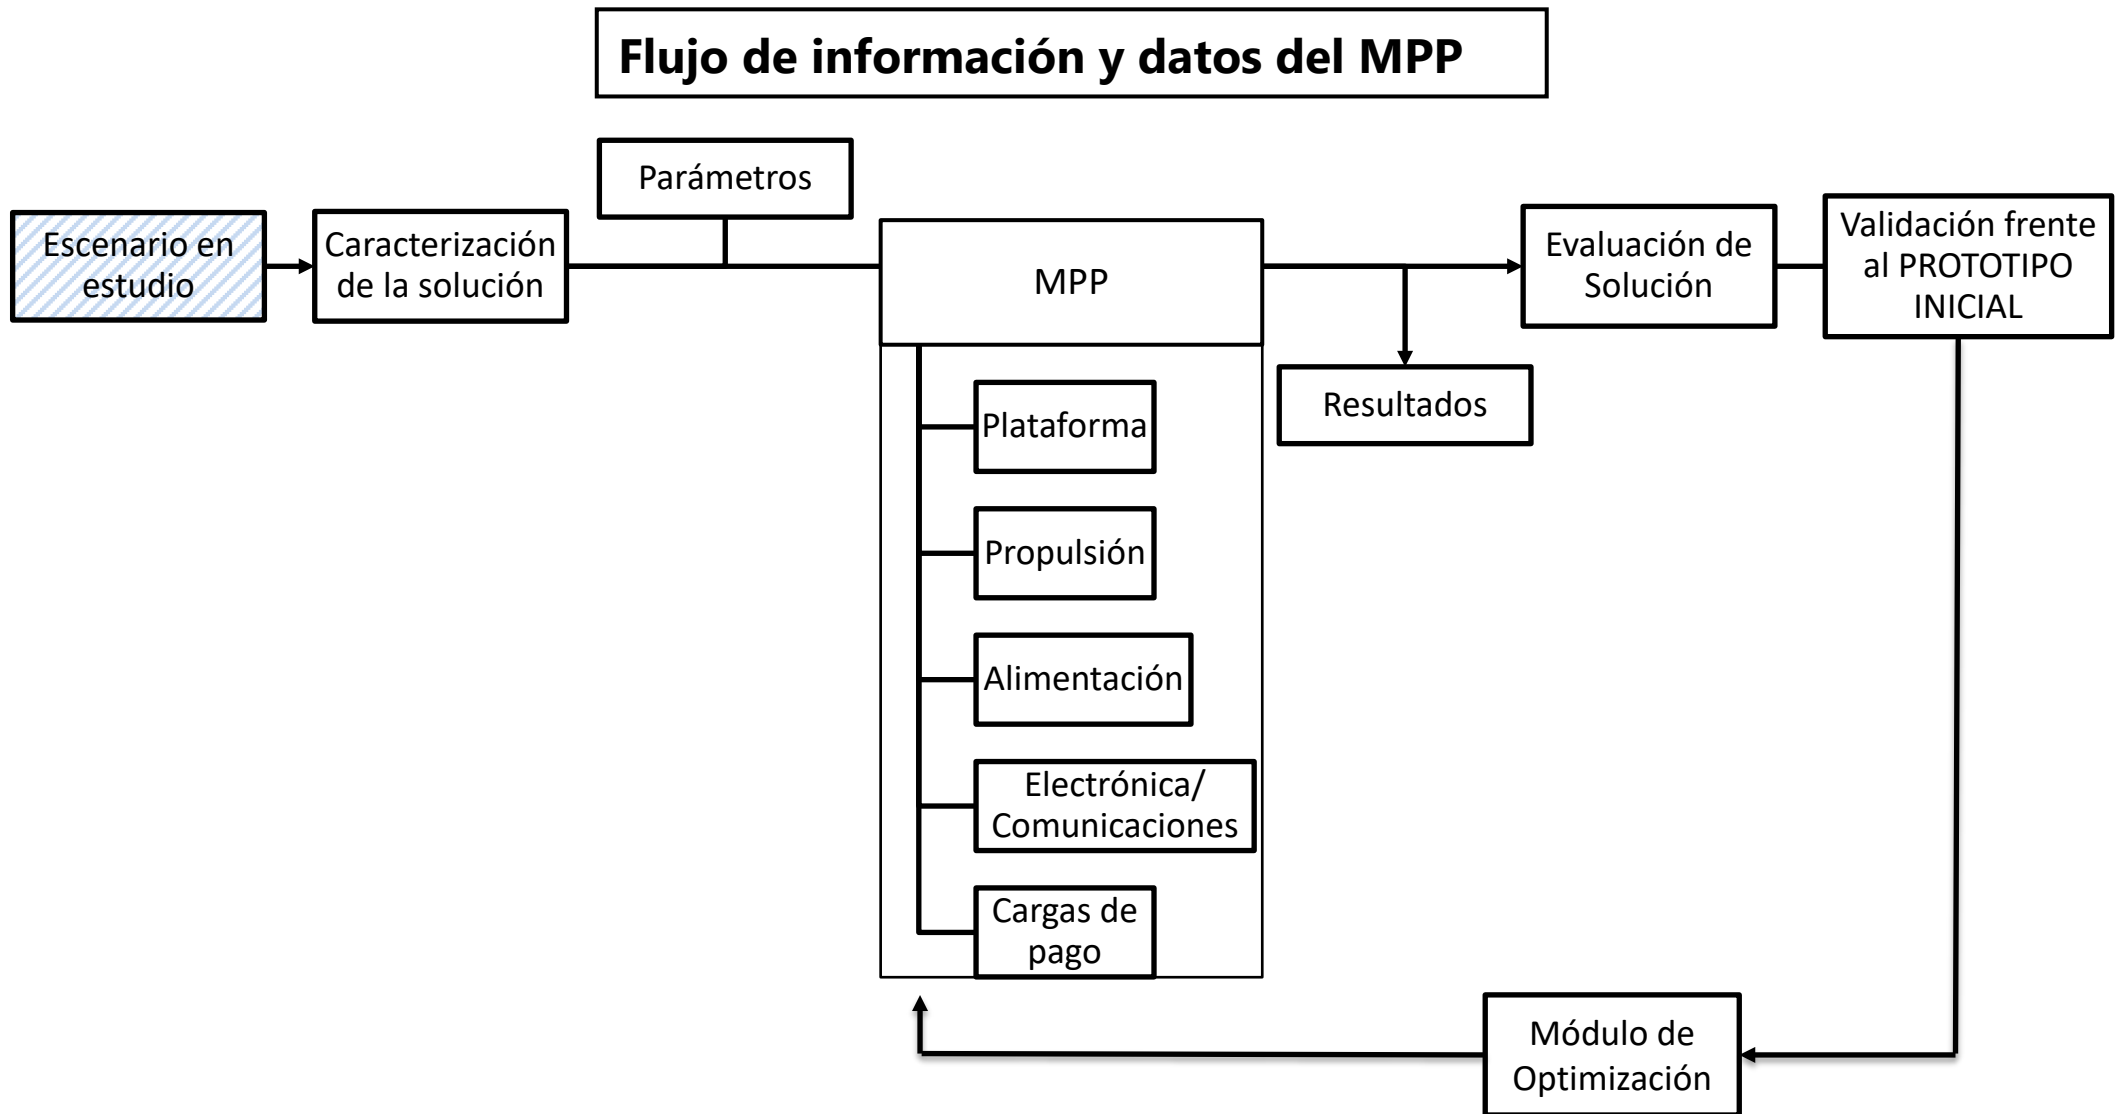 Flujo de información y datos del MPP
Parámetros
Escenario en
estudio
Caracterización
de la solución
MPP
Evaluación de
Solución
Validación frente
al PROTOTIPO
INICIAL
Resultados
Plataforma
Propulsión
Alimentación
Electrónica/
Comunicaciones
Cargas de
pago
Módulo de
Optimización